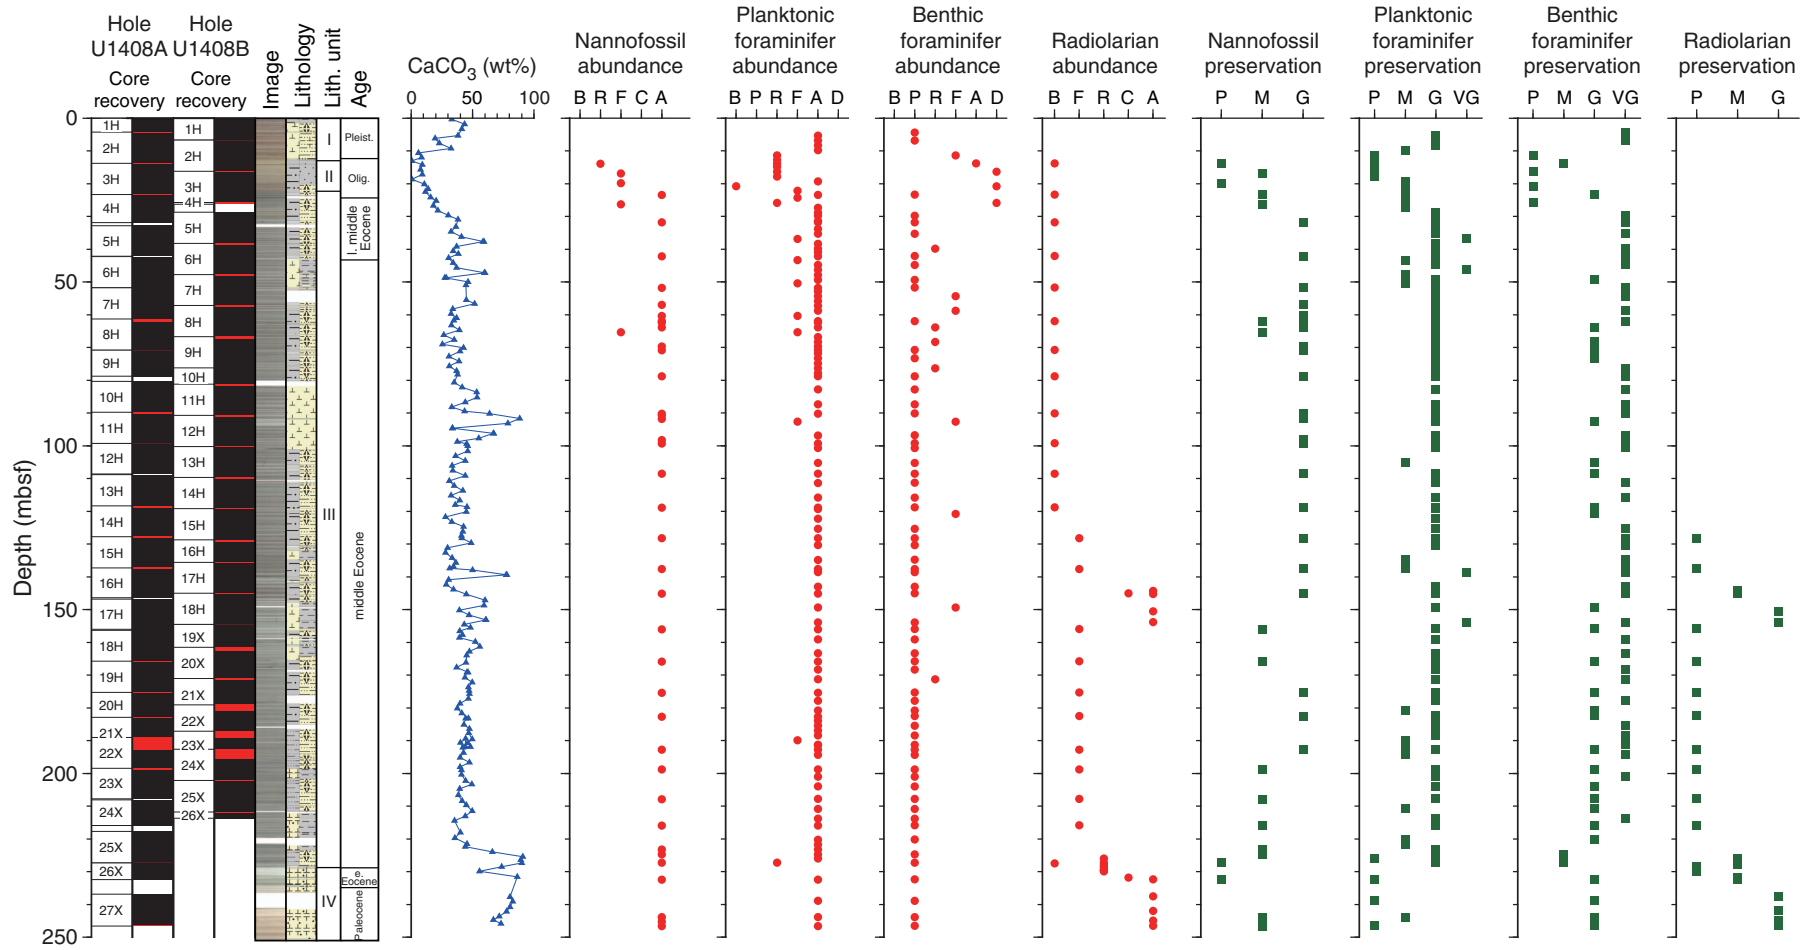 Hole U1408A
Core recovery
Hole U1408B
Core recovery
Image
Lithology
Lith. unit
Age
CaCO3 (wt%)
0 50 100
Nannofossil abundance
B R F C A
Planktonic foraminifer abundance
B P R F A D
Benthic foraminifer abundance
B P R F A D
Radiolarian abundance
B F R C A
Nannofossil preservation
P M G
Planktonic foraminifer preservation
P M G VG
Benthic foraminifer preservation
P M G VG
Radiolarian preservation
P M G
Depth (mbsf)
0
50
100
150
200
250
1H
2H
3H
4H
5H
6H
7H
8H
9H
10H
11H
12H
13H
14H
15H
16H
17H
18H
19H
20H
21X
22X
23X
24X
25X
26X
27X
1H
2H
3H
4H
5H
6H
7H
8H
9H
10H
11H
12H
13H
14H
15H
16H
17H
18H
19X
20X
21X
22X
23X
24X
25X
26X
I
II
III
IV
Pleist.
Olig.
l. middle Eocene
middle Eocene
e. Eocene
Paleocene